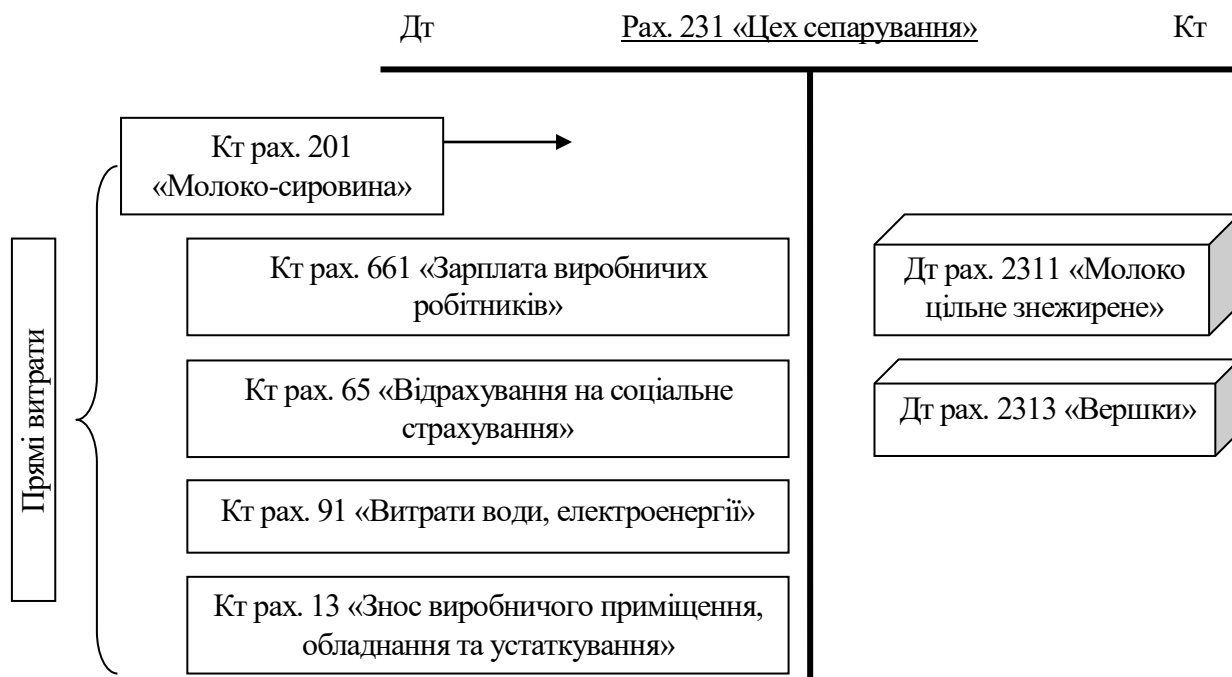 Дт Рах. 231 «Цех сепарування» Кт
Кт рах. 201
«Молоко-сировина»
Прямі витрати
Кт рах. 661 «Зарплата виробничих
робітників»
Дт рах. 2311 «Молоко
цільне знежирене»
Кт рах. 65 «Відрахування на соціальне
страхування»
Дт рах. 2313 «Вершки»
Кт рах. 91 «Витрати води, електроенергії»
Кт рах. 13 «Знос виробничого приміщення,
обладнання та устаткування»